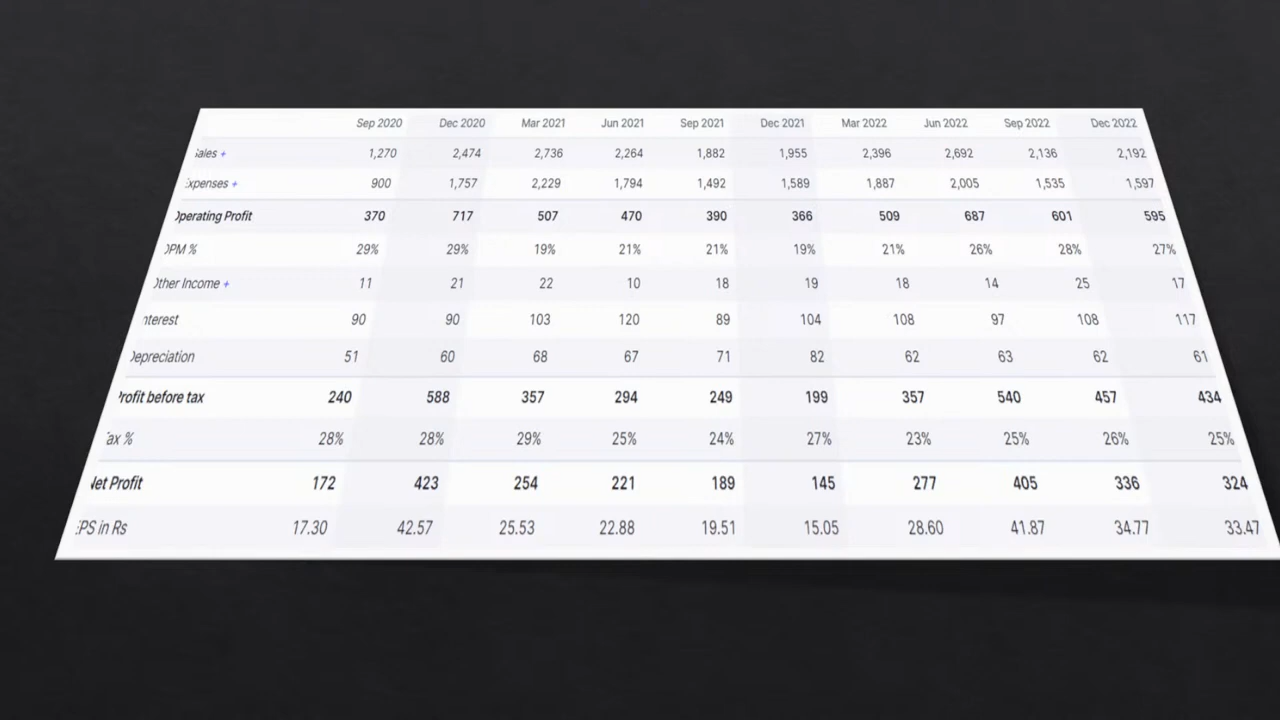 Sep 2020 Dec 2020 Mar 2021 Jun 2021 Sep 2021 Dec 2021 Mar 2022 Jun 2022 Sep 2022 Dec 2022
Sales + 1,270 2,474 2,736 2,264 1,882 1,955 2,396 2,692 2,136 2,192
Expenses + 900 1,757 2,229 1,794 1,492 1,589 1,887 2,005 1,535 1,597
Operating Profit 370 717 507 470 390 366 509 687 601 595
OPM % 29% 29% 19% 21% 21% 19% 21% 26% 28% 27%
Other Income + 11 21 22 10 18 19 18 14 25 17
Interest 90 90 103 120 89 104 108 97 108 117
Depreciation 51 60 68 67 71 82 62 63 62 61
Profit before tax 240 588 357 294 249 199 357 540 457 434
Tax % 28% 28% 29% 25% 24% 27% 23% 25% 26% 25%
Net Profit 172 423 254 221 189 145 277 405 336 324
EPS in Rs 17.30 42.57 25.53 22.88 19.51 15.05 28.60 41.87 34.77 33.47